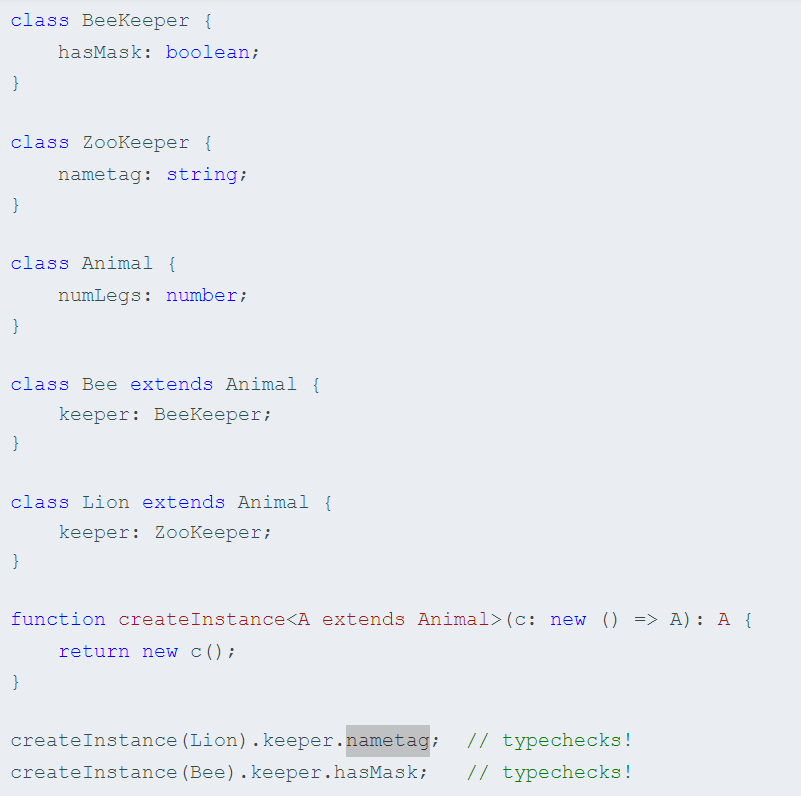 class BeeKeeper {
    hasMask: boolean;
}

class ZooKeeper {
    nametag: string;
}

class Animal {
    numLegs: number;
}

class Bee extends Animal {
    keeper: BeeKeeper;
}

class Lion extends Animal {
    keeper: ZooKeeper;
}

function createInstance<A extends Animal>(c: new () => A): A {
    return new c();
}

createInstance(Lion).keeper.nametag;  // typechecks!
createInstance(Bee).keeper.hasMask;   // typechecks!